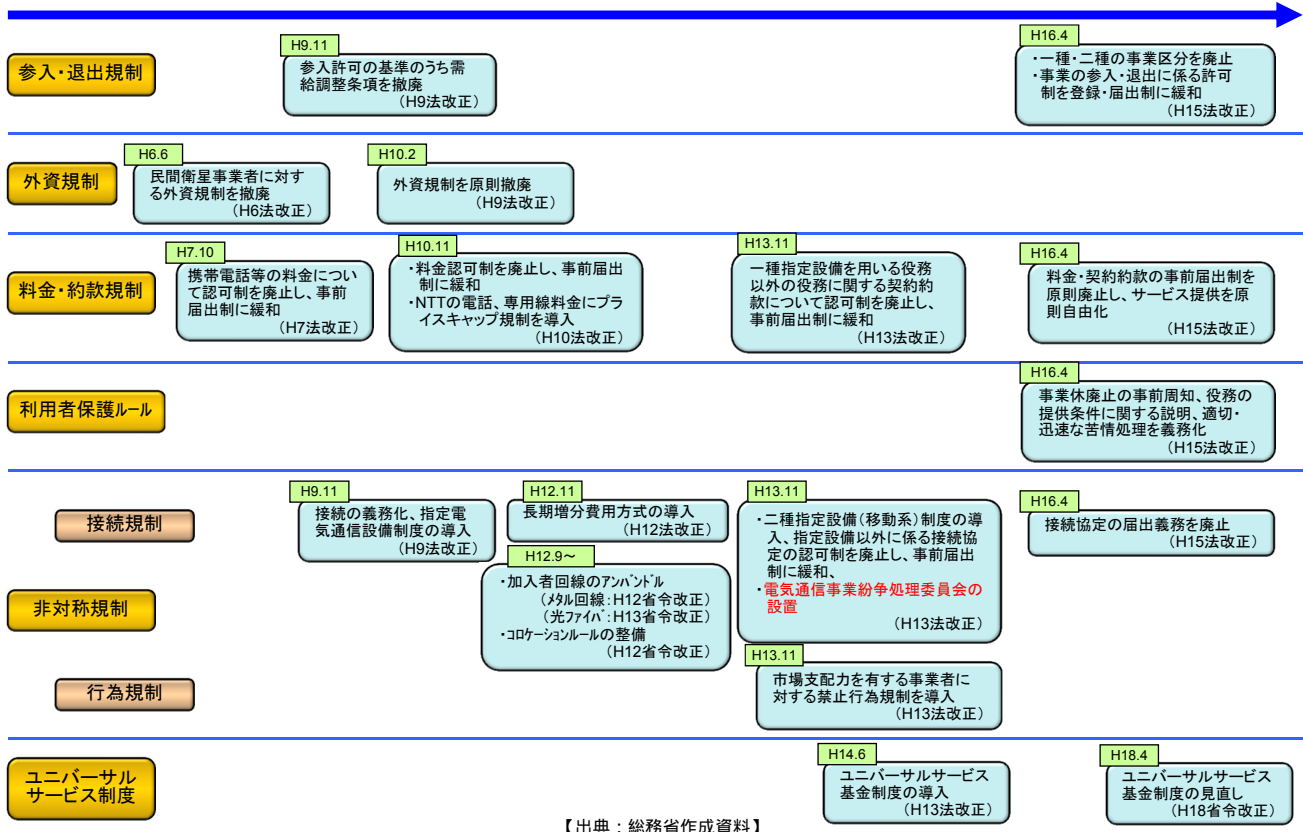 参入・退出規制
H9.11
参入許可の基準のうち需
給調整条項を撤廃
(H9法改正)
H16.4
・一種・二種の事業区分を廃止
・事業の参入・退出に係る許可
制を登録・届出制に緩和
(H15法改正)
外資規制
H6.6
民間衛星事業者に対す
る外資規制を撤廃
(H6法改正)
H10.2
外資規制を原則撤廃
(H9法改正)
料金・約款規制
H7.10
携帯電話等の料金につい
て認可制を廃止し、事前
届出制に緩和
(H7法改正)
H10.11
・料金認可制を廃止し、事前届出
制に緩和
・NTTの電話、専用線料金にプラ
イスキャップ規制を導入
(H10法改正)
H13.11
一種指定設備を用いる役務
以外の役務に関する契約約
款について認可制を廃止し、
事前届出制に緩和
(H13法改正)
H16.4
料金・契約約款の事前届出制を
原則廃止し、サービス提供を原
則自由化
(H15法改正)
利用者保護ルール
H16.4
事業休廃止の事前周知、役務の
提供条件に関する説明、適切・
迅速な苦情処理を義務化
(H15法改正)
非対称規制
接続規制
H9.11
接続の義務化、指定電
気通信設備制度の導入
(H9法改正)
H12.11
長期増分費用方式の導入
(H12法改正)
H12.9~
・加入者回線のアンバンドル
(メタル回線:H12省令改正)
(光ファイバ:H13省令改正)
・コロケーションルールの整備
(H12省令改正)
H13.11
・二種指定設備(移動系)制度の導
入、指定設備以外に係る接続協
定の認可制を廃止し、事前届出
制に緩和、
・電気通信事業紛争処理委員会の
設置
(H13法改正)
H16.4
接続協定の届出義務を廃止
(H15法改正)
行為規制
H13.11
市場支配力を有する事業者に
対する禁止行為規制を導入
(H13法改正)
ユニバーサル
サービス制度
H14.6
ユニバーサルサービス
基金制度の導入
(H13法改正)
H18.4
ユニバーサルサービス
基金制度の見直し
(H18省令改正)
【出典:総務省作成資料】